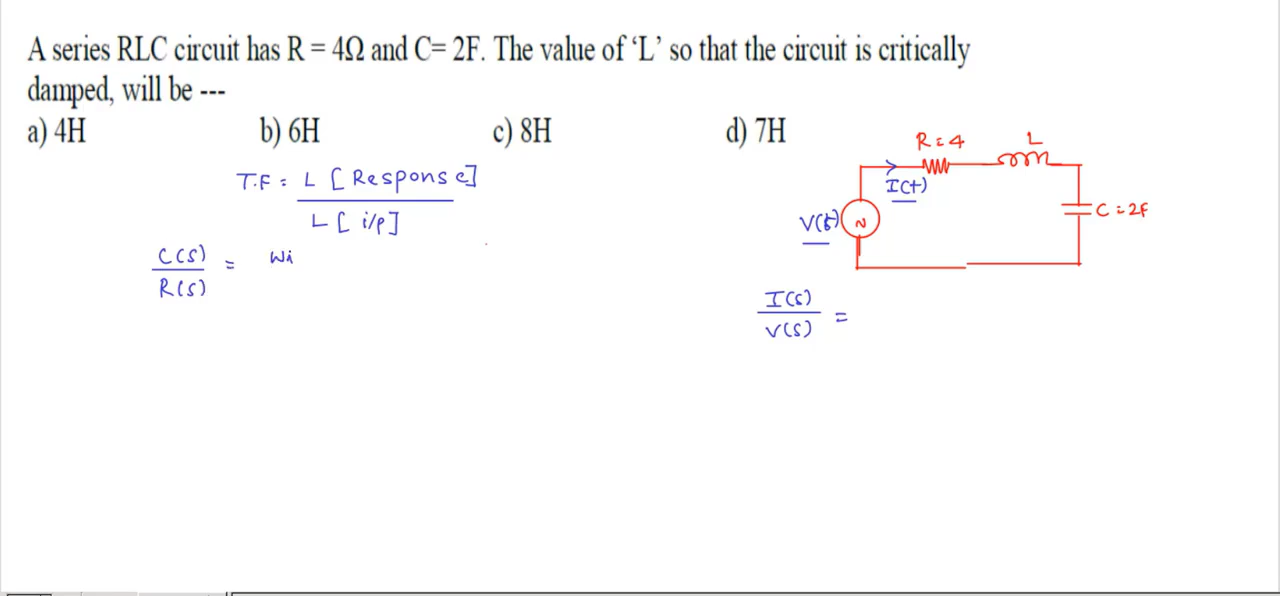 A series RLC circuit has R = 4Ω and C= 2F. The value of ‘L’ so that the circuit is critically
damped, will be ---
a) 4H b) 6H c) 8H d) 7H
R = 4 L
T.F = L [ Response]
L [ i/p]
I(t)
V(t) N C = 2F
C(s) = wi
R(s)
I(s) =
V(s)